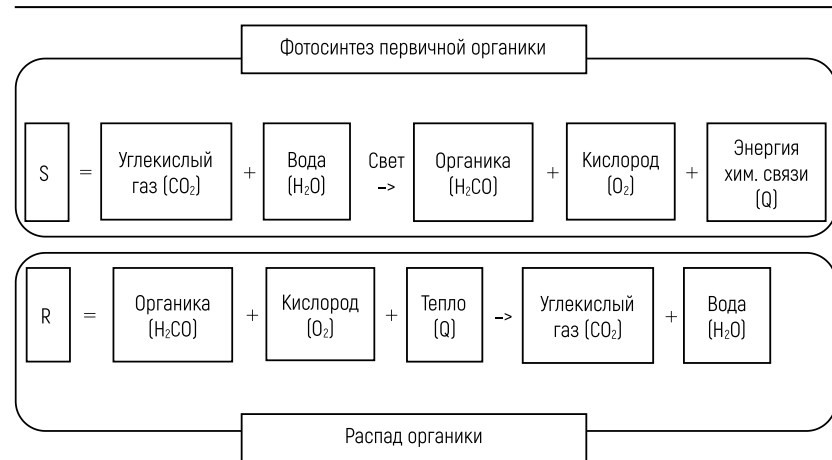 Фотосинтез первичной органики
S = Углекислый газ (CO₂) + Вода (H₂O) Свет –> Органика (H₂CO) + Кислород (O₂) + Энергия хим. связи (Q)
R = Органика (H₂CO) + Кислород (O₂) + Тепло (Q) –> Углекислый газ (CO₂) + Вода (H₂O)
Распад органики